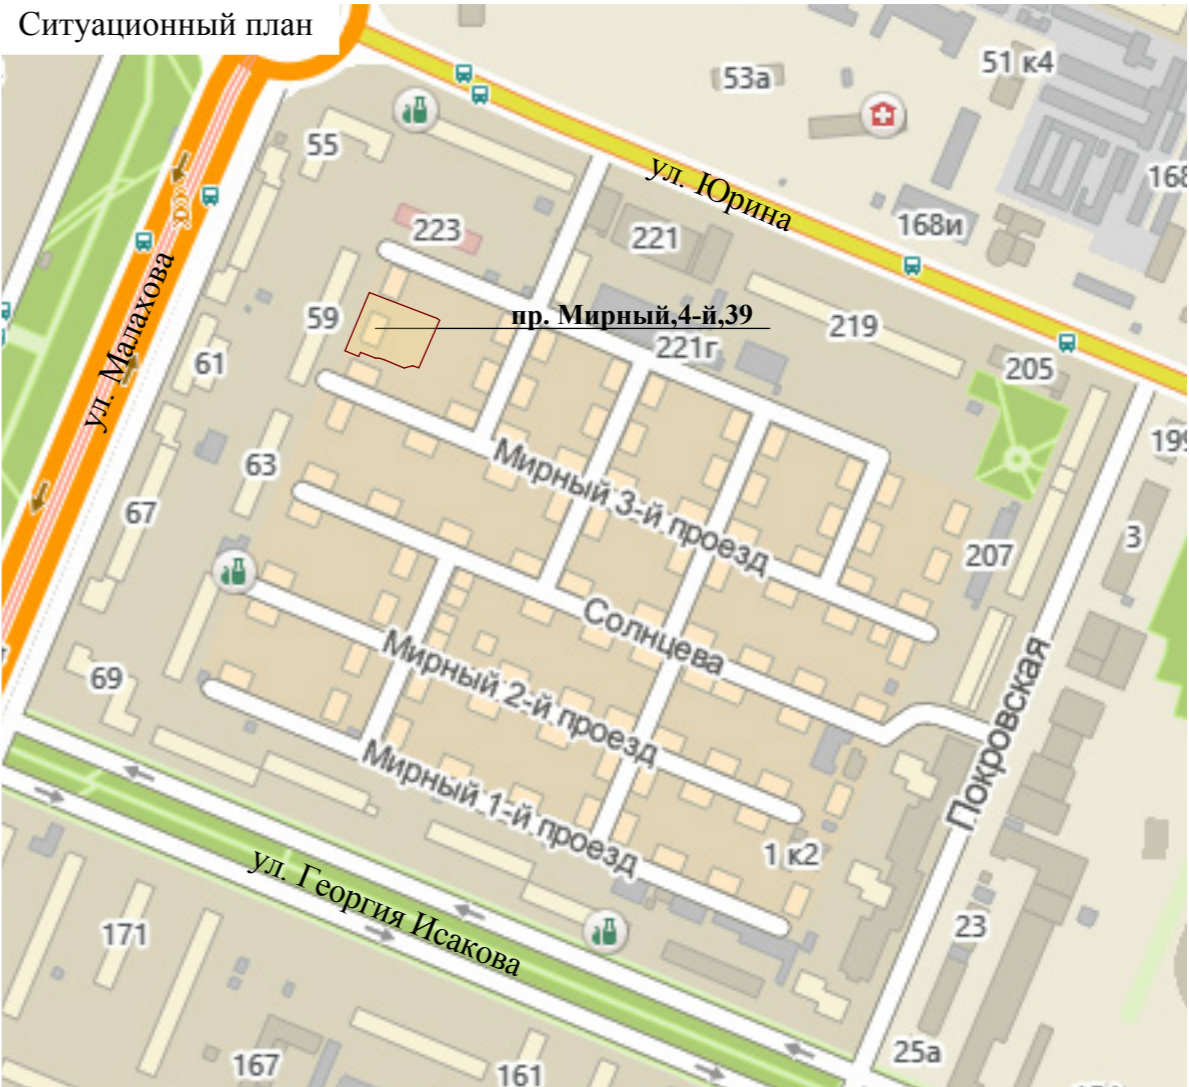 Ситуационный план
51 к4
53а
55
168
ул. Юрина
168и
223
221
ул. Малахова
59
пр. Мирный,4-й,39
219
221г
61
205
199
63
Мирный 3-й проезд
67
3
207
Солнцева
69
Мирный 2-й проезд
Покровская
Мирный 1-й проезд
1 к2
ул. Георгия Исакова
171
23
25а
167
161